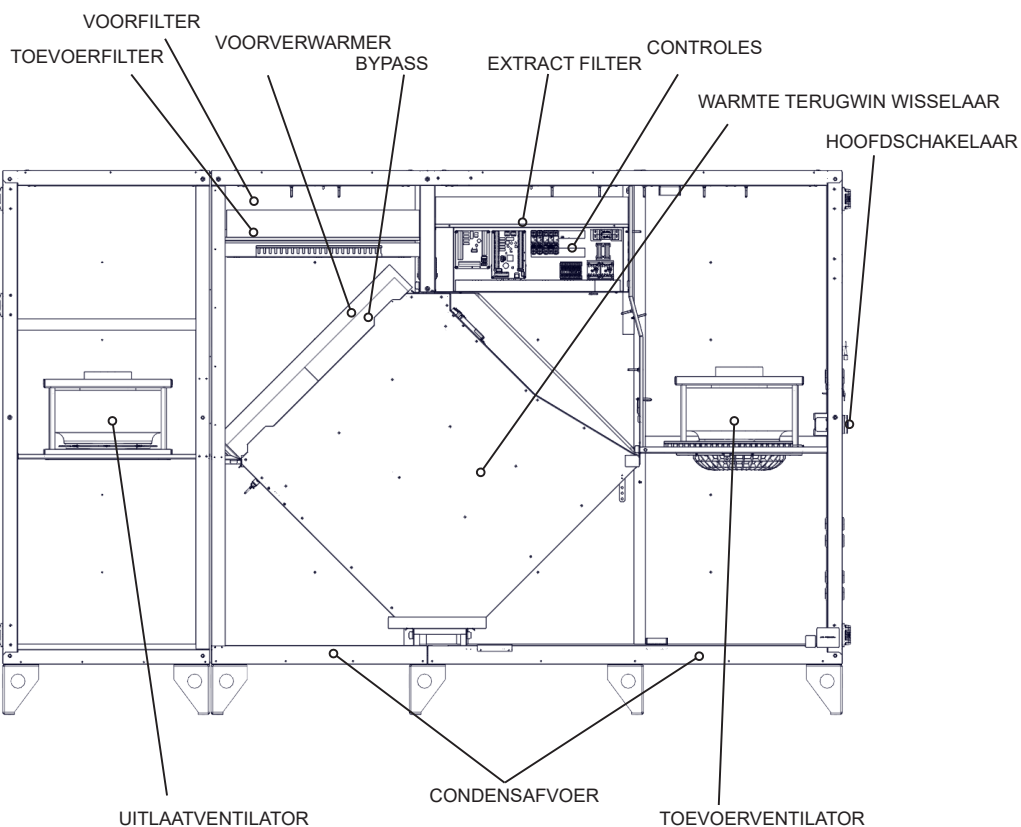 VOORFILTER
TOEVOERFILTER
VOORVERWARMER
BYPASS
EXTRACT FILTER
CONTROLES
WARMTE TERUGWIN WISSELAAR
HOOFDSCHAKELAAR
CONDENSAFVOER
UITLAATVENTILATOR
TOEVOERVENTILATOR